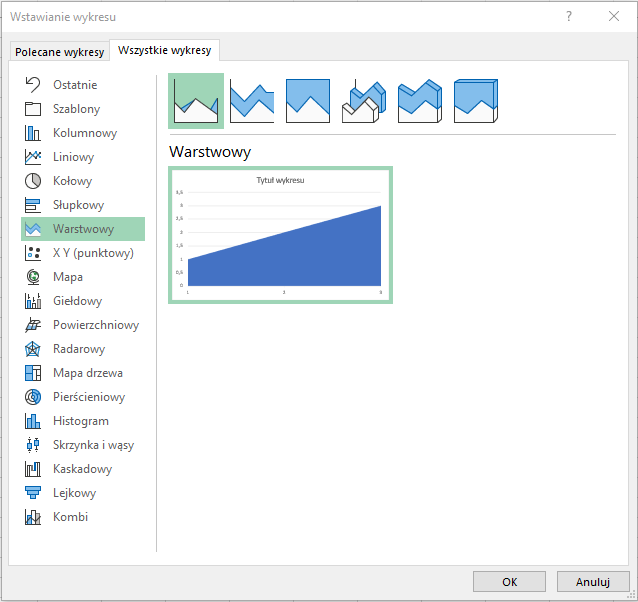 Wstawianie wykresu
?
Polecane wykresy
Wszystkie wykresy
Ostatnie
Szablony
Kolumnowy
Liniowy
Kołowy
Słupkowy
Warstwowy
X Y (punktowy)
Mapa
Giełdowy
Powierzchniowy
Radarowy
Mapa drzewa
Pierścieniowy
Histogram
Skrzynka i wąsy
Kaskadowy
Lejkowy
Kombi
Warstwowy
Tytuł wykresu
3,5
3
2,5
2
1,5
1
0,5
0
1 2 3
OK
Anuluj